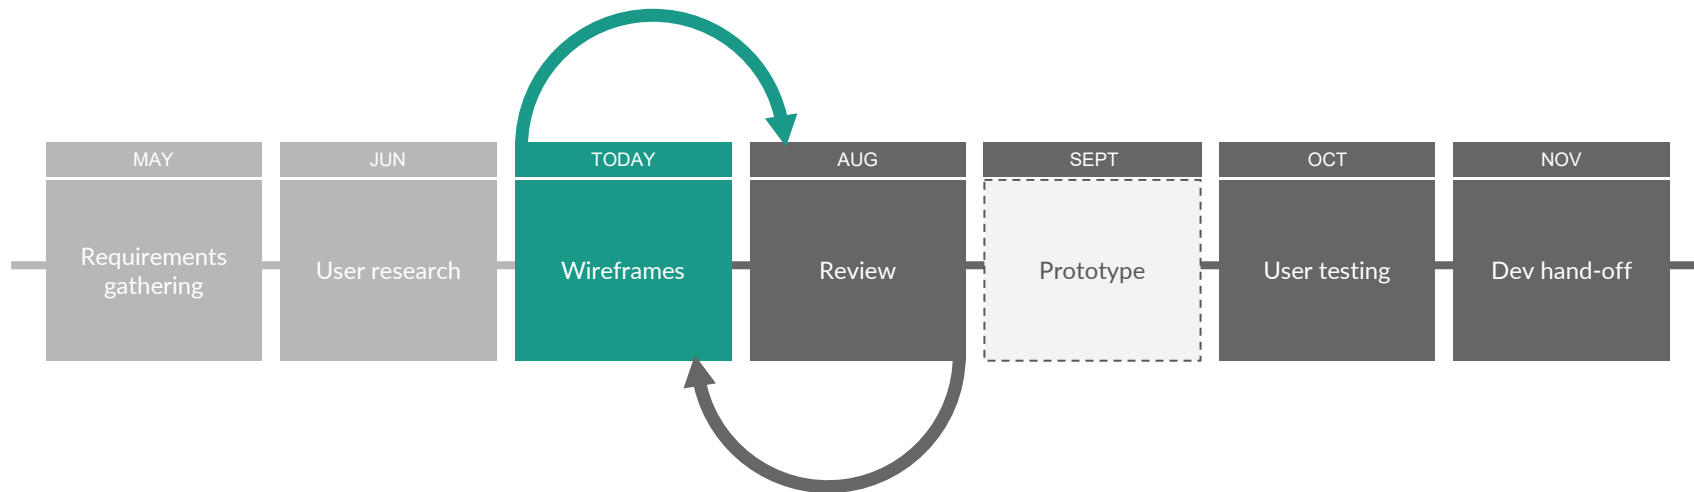 MAY
JUN
TODAY
AUG
SEPT
OCT
NOV
Requirements
gathering
User research
Wireframes
Review
Prototype
User testing
Dev hand-off